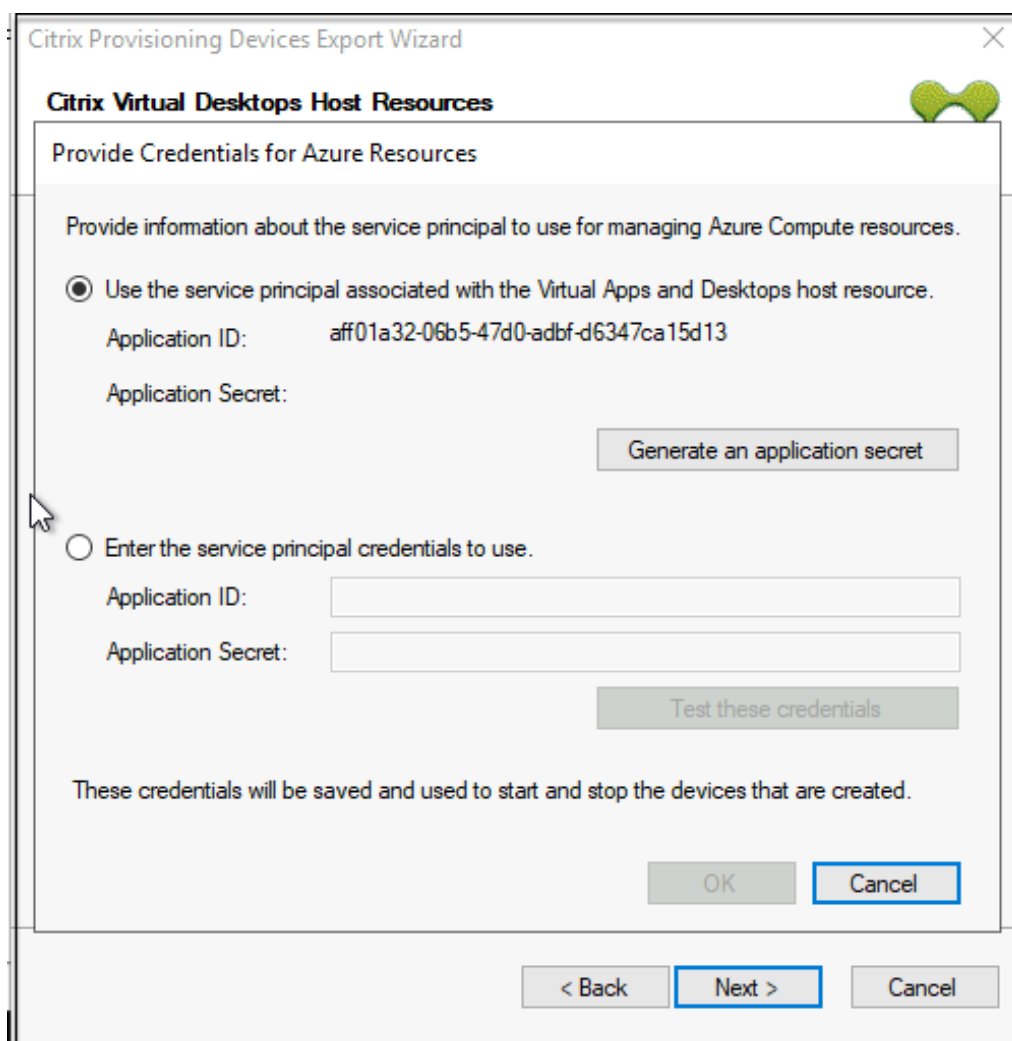 Citrix Provisioning Devices Export Wizard
Citrix Virtual Desktops Host Resources
Provide Credentials for Azure Resources
Provide information about the service principal to use for managing Azure Compute resources.
Use the service principal associated with the Virtual Apps and Desktops host resource.
Application ID: aff01a32-06b5-47d0-adbf-d6347ca15d13
Application Secret:
Generate an application secret
Enter the service principal credentials to use.
Application ID:
Application Secret:
Test these credentials
These credentials will be saved and used to start and stop the devices that are created.
OK Cancel
< Back Next > Cancel